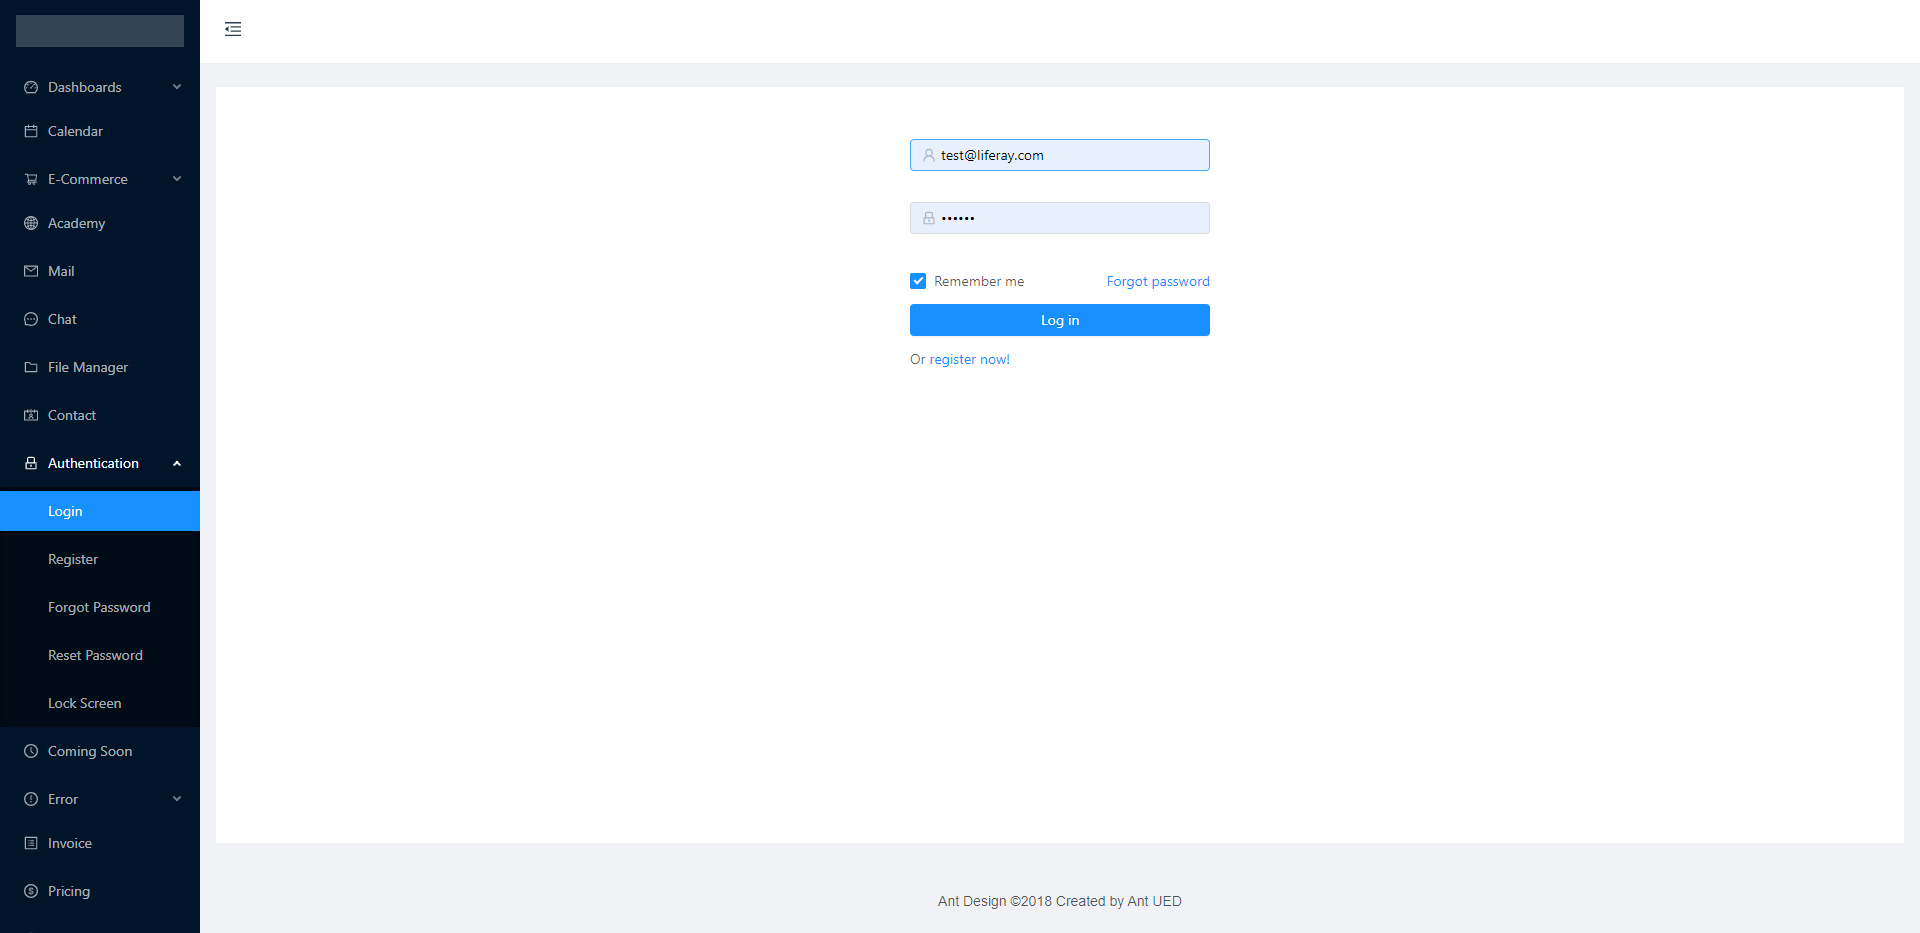 Dashboards
Calendar
E-Commerce
Academy
Mail
Chat
File Manager
Contact
Authentication
Login
Register
Forgot Password
Reset Password
Lock Screen
Coming Soon
Error
Invoice
Pricing
test@liferay.com
••••••
Remember me
Forgot password
Log in
Or register now!
Ant Design ©2018 Created by Ant UED